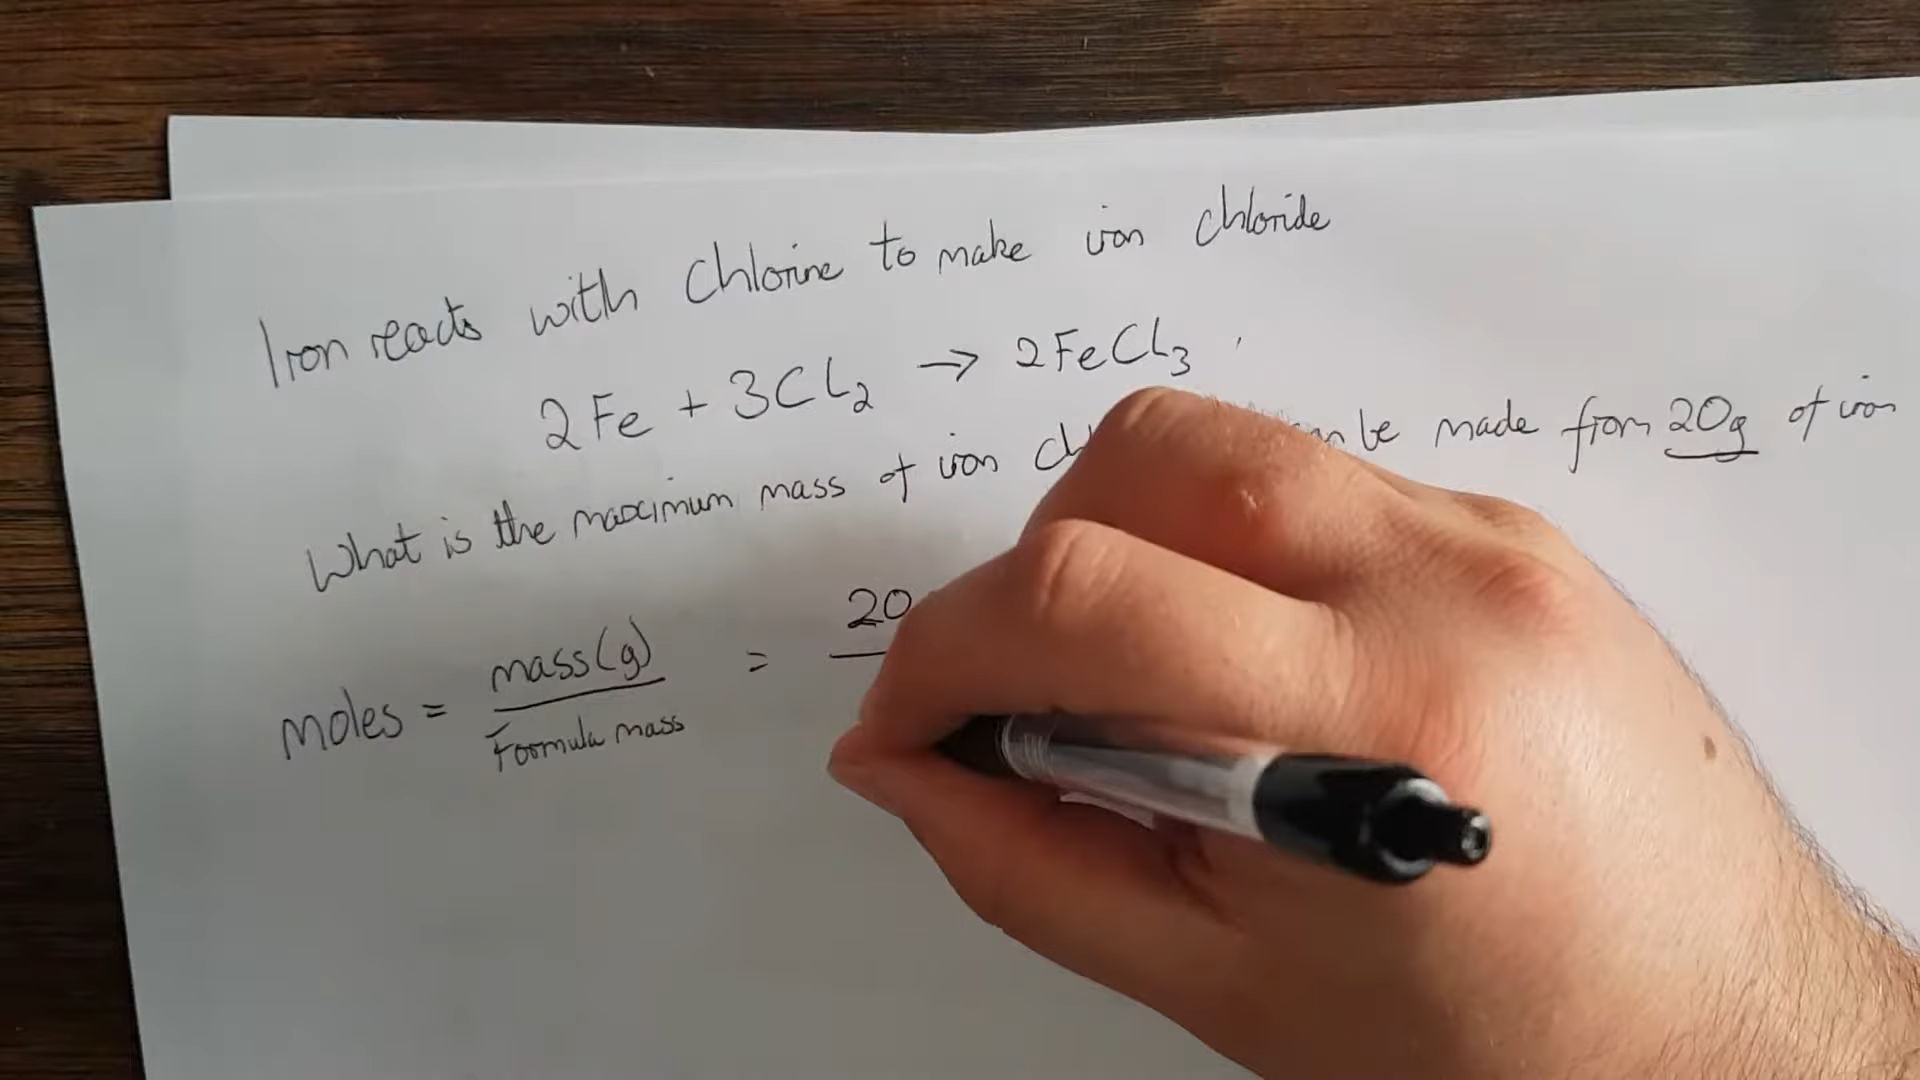 Iron reacts with Chlorine to make iron chloride
2Fe + 3Cl₂ → 2FeCl₃
What is the maximum mass of iron be made from 20g of iron
moles = mass(g) = 20
Formula mass